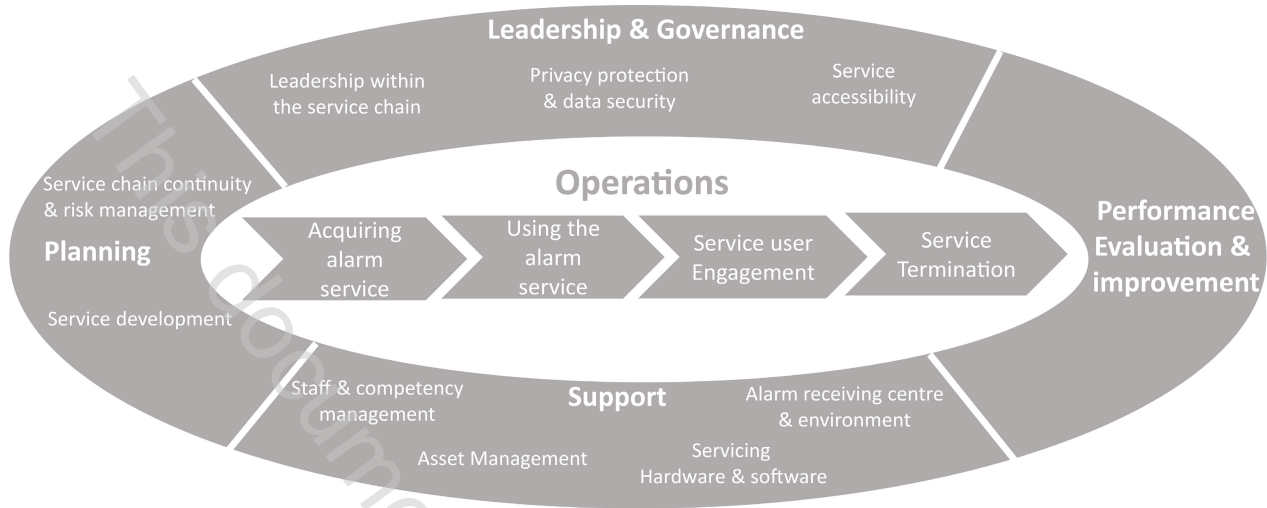 Leadership & Governance
Leadership within
the service chain
Privacy protection
& data security
Service
accessibility
Service chain continuity
& risk management
Planning
Service development
Operations
Acquiring
alarm
service
Using the
alarm
service
Service user
Engagement
Service
Termination
Performance
Evaluation &
improvement
Support
Staff & competency
management
Alarm receiving centre
& environment
Asset Management
Servicing
Hardware & software
This docume